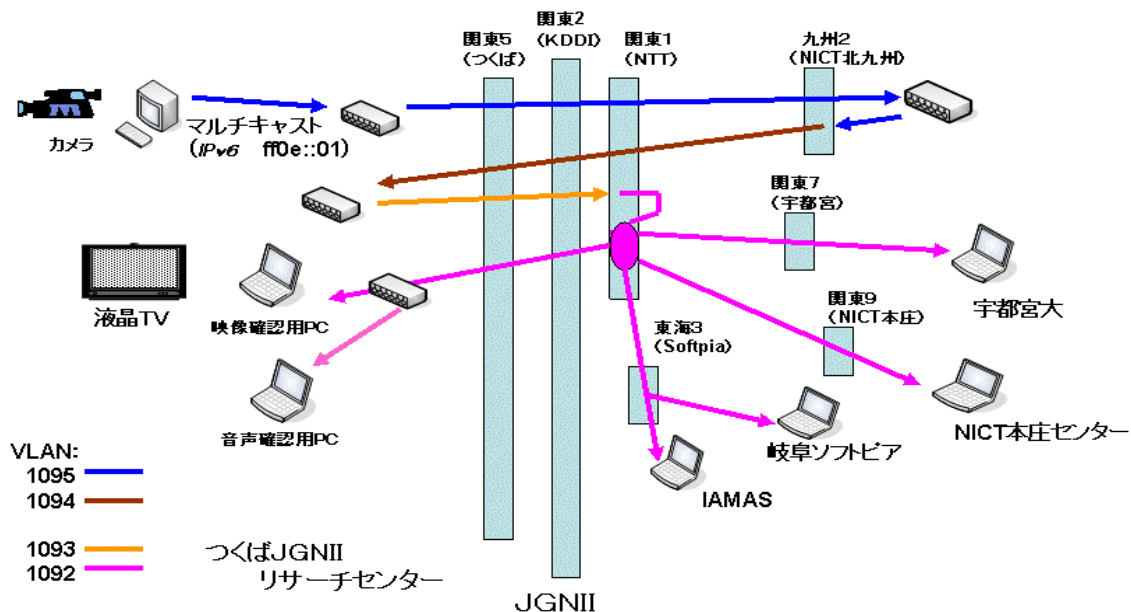 関東5
(つくば)
関東2
(KDDI)
関東1
(NTT)
九州2
(NICT北九州)
カメラ
マルチキャスト
(IPv6 ff0e::01)
関東7
(宇都宮)
液晶TV
映像確認用PC
宇都宮大
関東9
(NICT本庄)
東海3
(Softpia)
音声確認用PC
岐阜ソフトピア
NICT本庄センター
IAMAS
VLAN:
1095
1094
1093
1092
つくばJGNII
リサーチセンター
JGNII